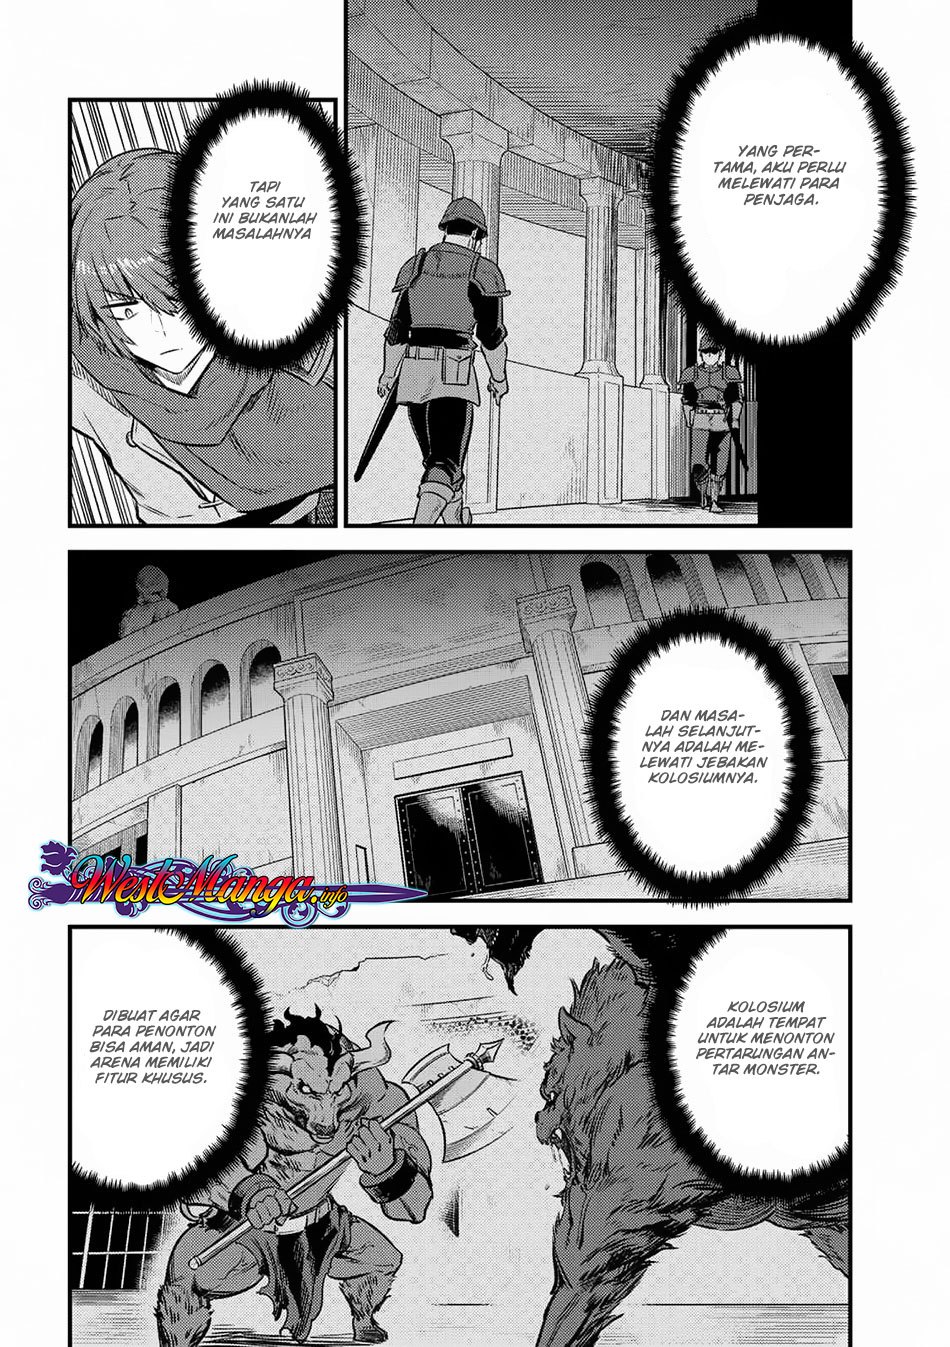 YANG PER-
TAMA, AKU PERLU
MELEWATI PARA
PENJAGA.
TAPI
YANG SATU
INI BUKANLAH
MASALAHNYA
DAN MASA-
LAH SELANJUT-
NYA ADALAH ME-
LEWATI JEBAKAN
KOLOSIUMNYA.
WestManga.info
KOLOSIUM
ADALAH TEMPAT
UNTUK MENONTON
PERTARUNGAN AN-
TAR MONSTER.
DIBUAT AGAR
PARA PENONTON
BISA AMAN, JADI
ARENA MEMILIKI
FITUR KHUSUS.